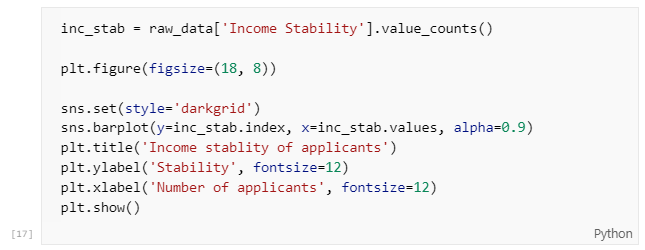 inc_stab = raw_data['Income Stability'].value_counts()
plt.figure(figsize=(18, 8))
sns.set(style='darkgrid')
sns.barplot(y=inc_stab.index, x=inc_stab.values, alpha=0.9)
plt.title('Income stablity of applicants')
plt.ylabel('Stability', fontsize=12)
plt.xlabel('Number of applicants', fontsize=12)
plt.show()
[17]
Python